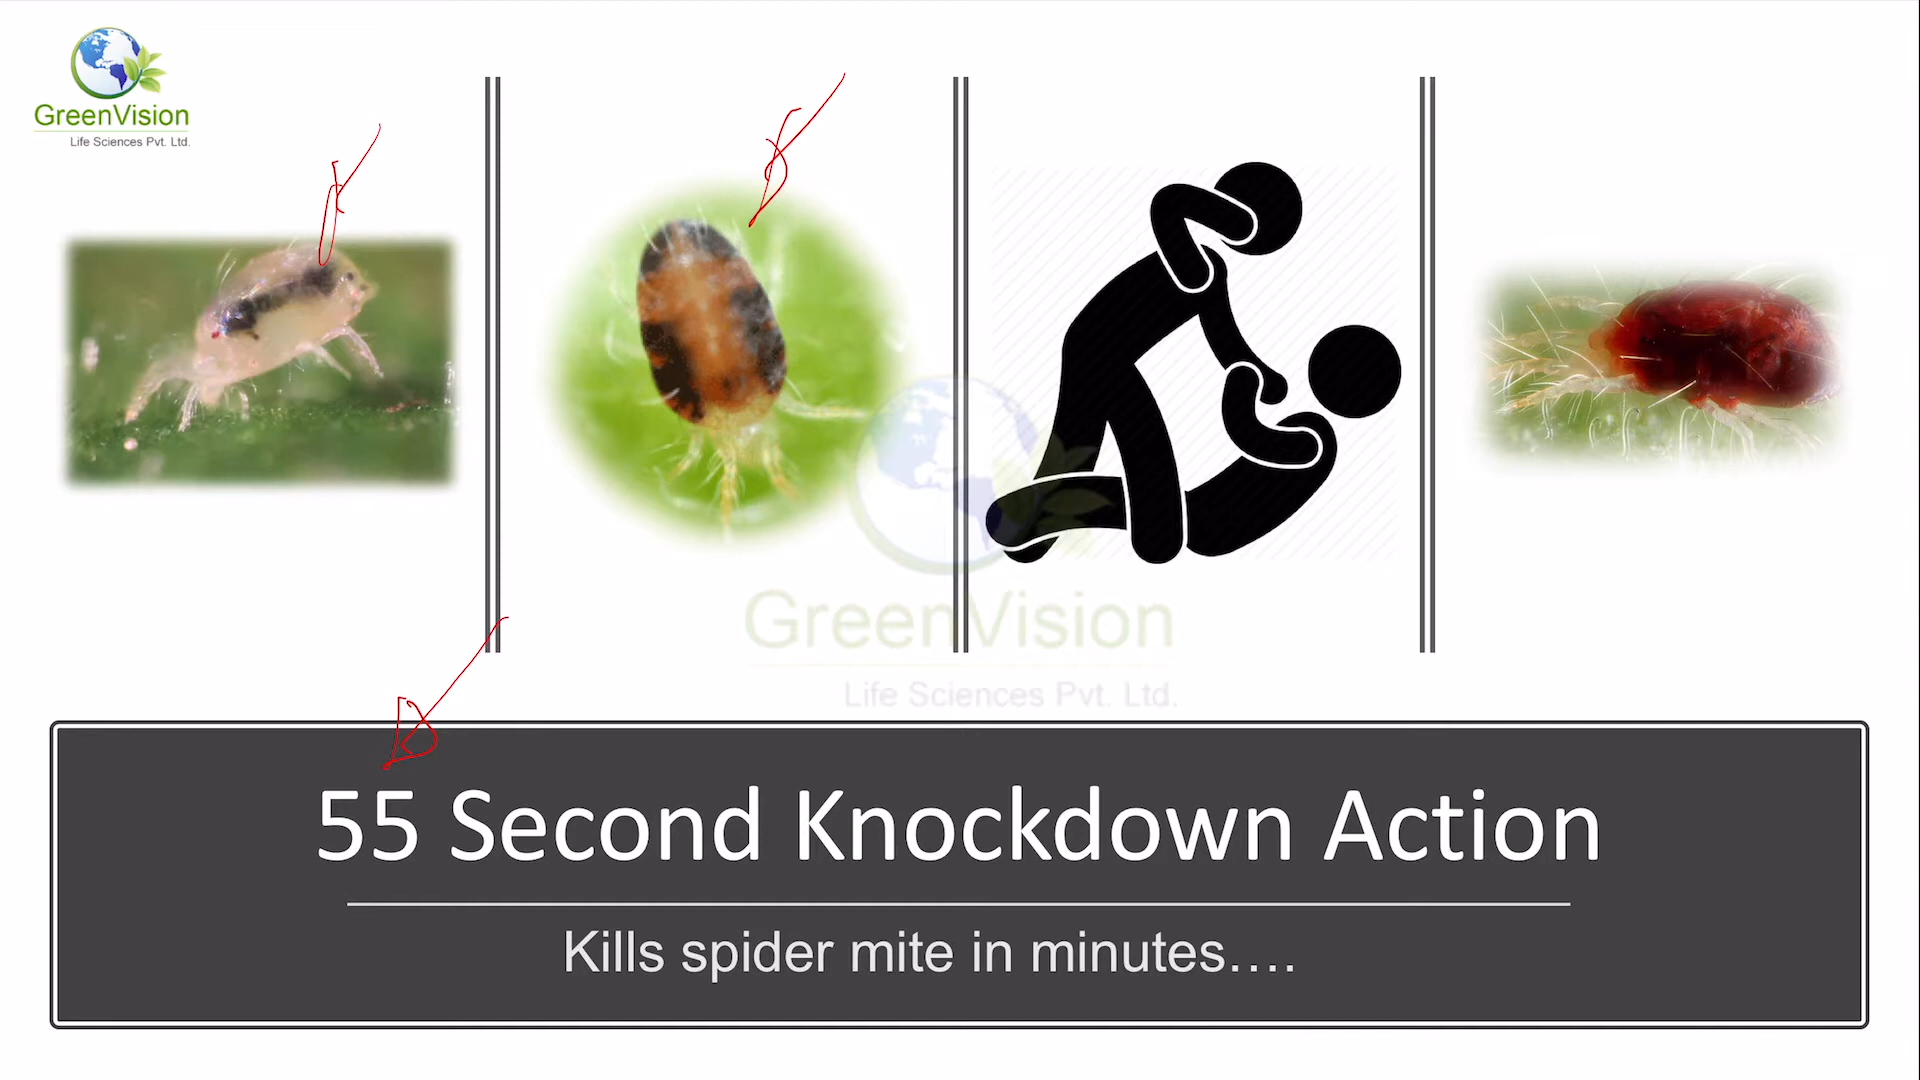 GreenVision
Life Sciences Pvt. Ltd.
GreenVision
Life Sciences Pvt. Ltd.
55 Second Knockdown Action
Kills spider mite in minutes....